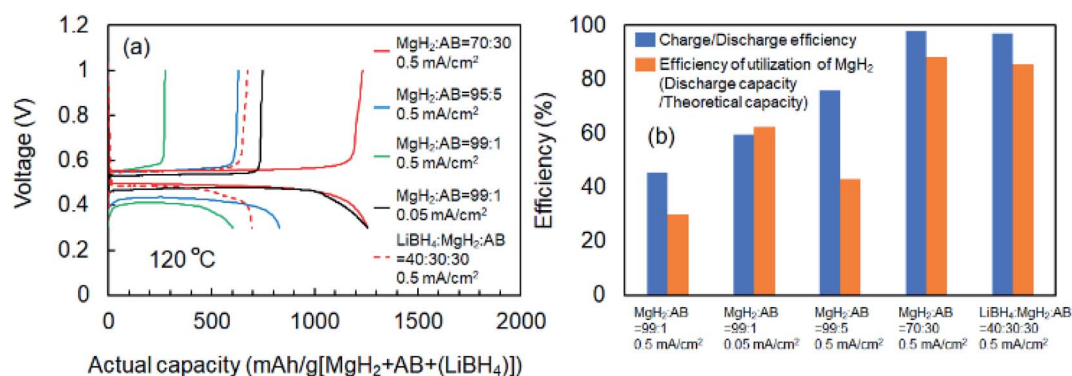 1.2
1
0.8
0.6
0.4
0.2
0
Voltage (V)
(a)
120 °C
MgH₂:AB=70:30
0.5 mA/cm²
MgH₂:AB=95:5
0.5 mA/cm²
MgH₂:AB=99:1
0.5 mA/cm²
MgH₂:AB=99:1
0.05 mA/cm²
LiBH₄:MgH₂:AB
=40:30:30
0.5 mA/cm²
0 500 1000 1500 2000
Actual capacity (mAh/g[MgH₂+AB+(LiBH₄)])
100
80
60
40
20
0
Efficiency (%)
Charge/Discharge efficiency
Efficiency of utilization of MgH₂
(Discharge capacity
/Theoretical capacity)
(b)
MgH₂:AB
=99:1
0.5 mA/cm²
MgH₂:AB
=99:1
0.05 mA/cm²
MgH₂:AB
=99:5
0.5 mA/cm²
MgH₂:AB
=70:30
0.5 mA/cm²
LiBH₄:MgH₂:AB
=40:30:30
0.5 mA/cm²